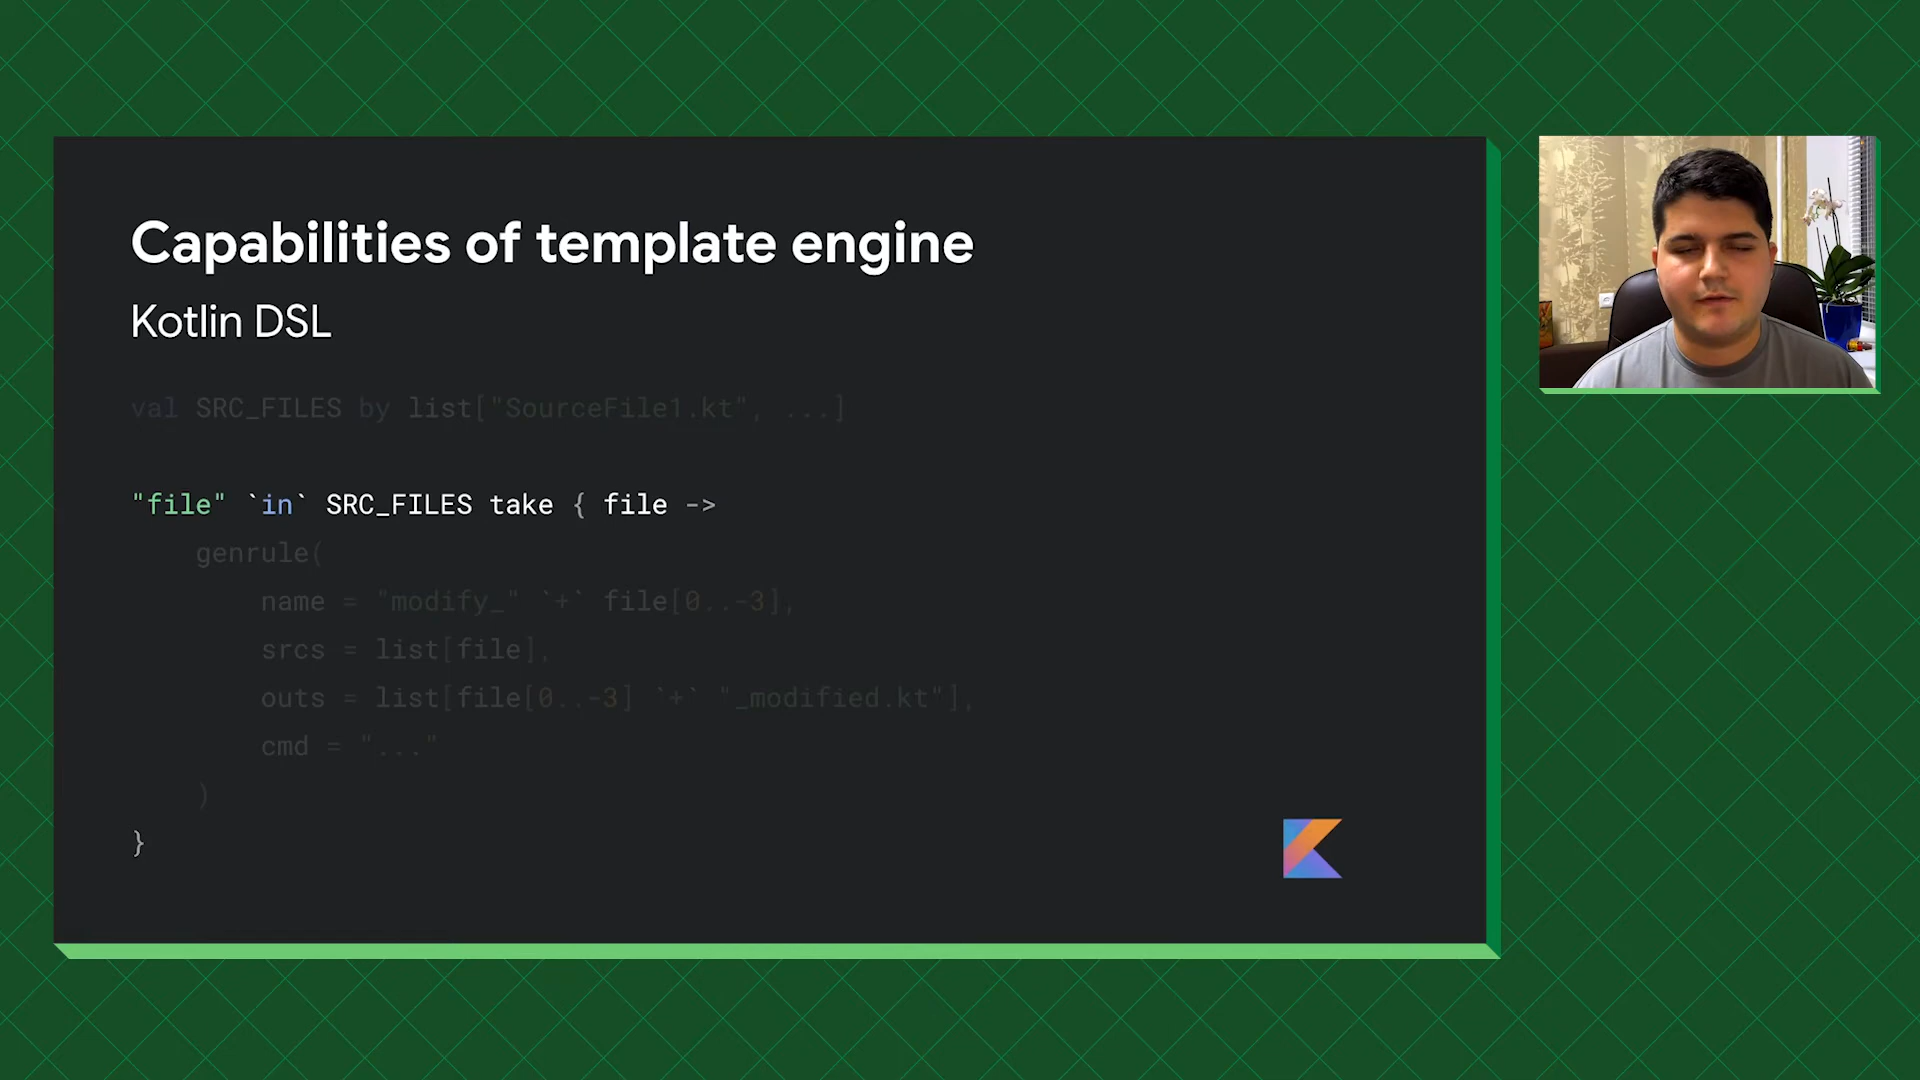 Capabilities of template engine
Kotlin DSL
val SRC_FILES by list["SourceFile1.kt", ...]
"file" `in` SRC_FILES take { file ->
genrule(
name = "modify_" `+` file[0..-3],
srcs = list[file],
outs = list[file[0..-3] `+` "_modified.kt"],
cmd = "..."
)
}